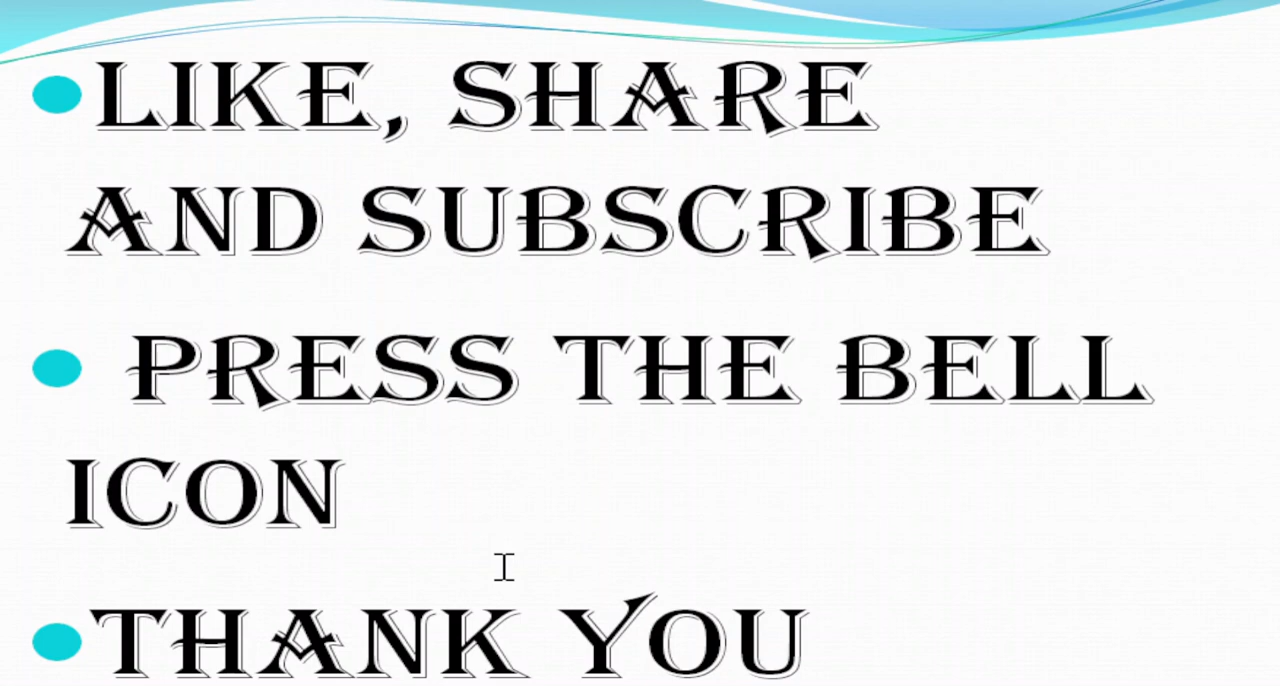 LIKE, SHARE
AND SUBSCRIBE
PRESS THE BELL
ICON
THANK YOU